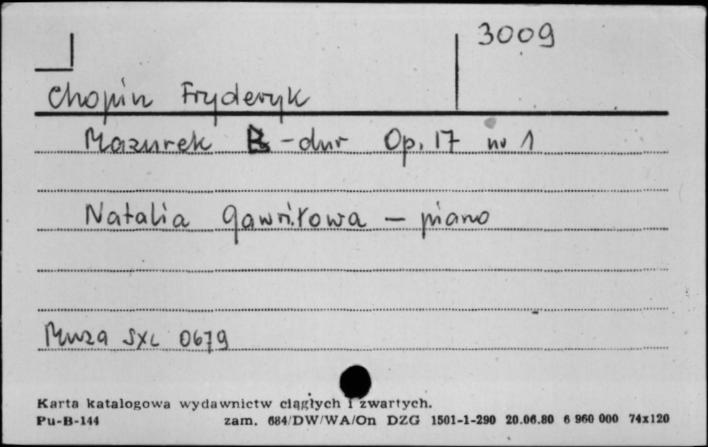 3009
Chopin Fryderyk
Mazurek B-dur Op. 17 nr 1
Natalia Gawriłowa – piano
Muza SXL 0679
Karta katalogowa wydawnictw ciągłych i zwartych.
Pu-B-144 zam. 684/DW/WA/On DZG 1501-1-290 20.06.80 6 960 000 74x120